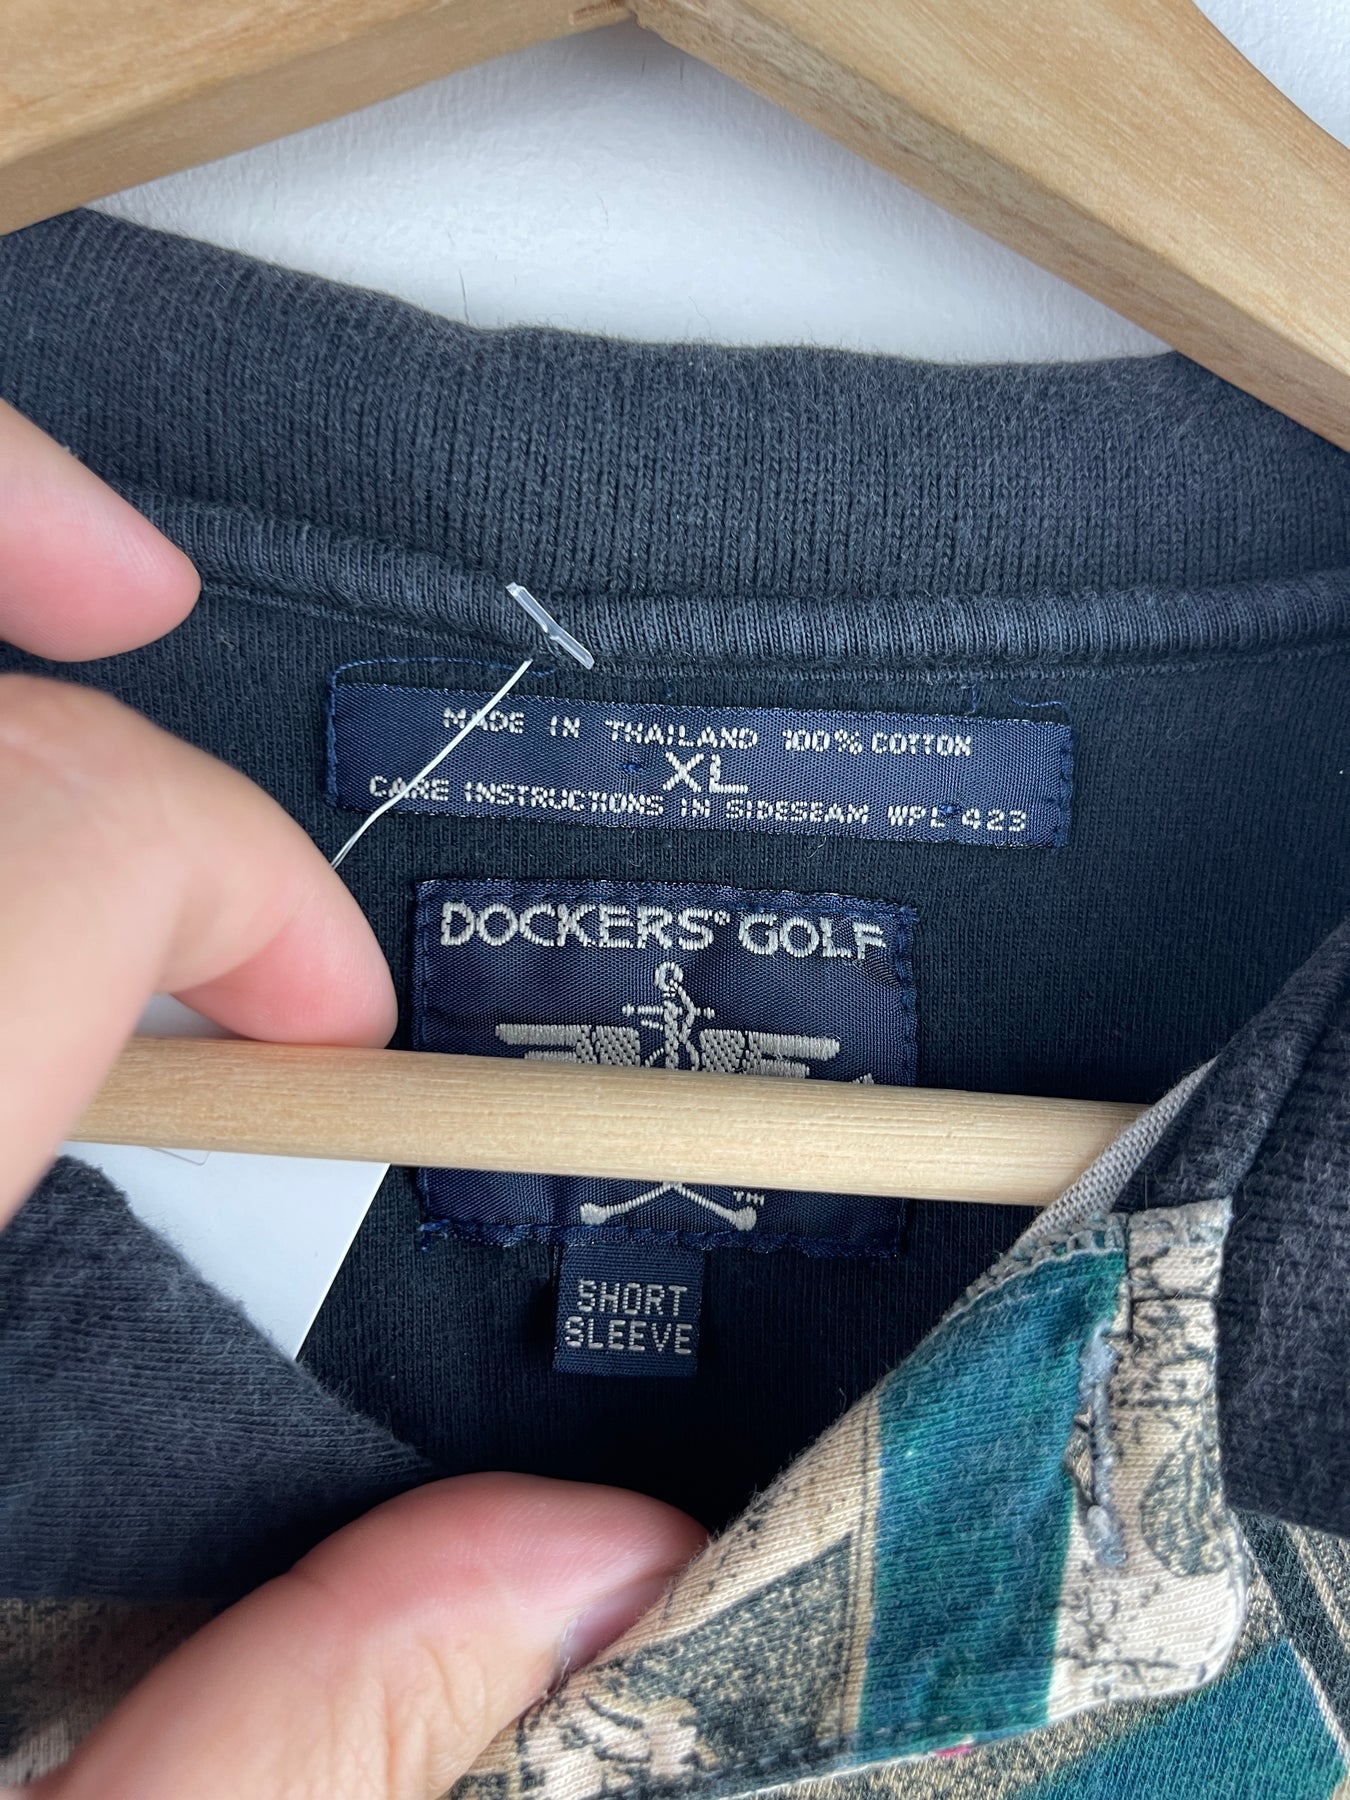 MADE IN THAILAND 100% COTTON
XL
CARE INSTRUCTIONS IN SIDESEAM WPL 423
DOCKERS® GOLF
TM
SHORT
SLEEVE